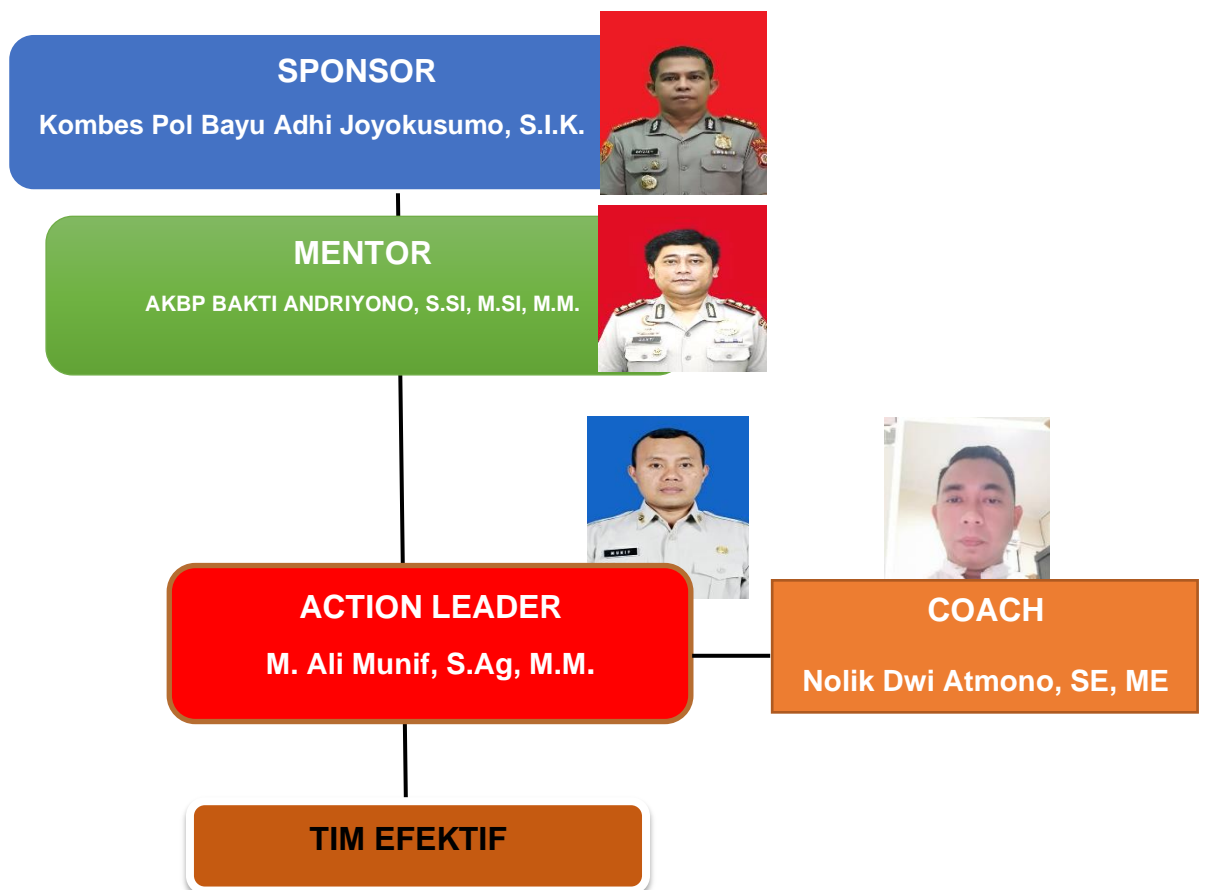 SPONSOR
Kombes Pol Bayu Adhi Joyokusumo, S.I.K.
MENTOR
AKBP BAKTI ANDRIYONO, S.SI, M.SI, M.M.
MUNIF
ACTION LEADER
M. Ali Munif, S.Ag, M.M.
COACH
Nolik Dwi Atmono, SE, ME
TIM EFEKTIF